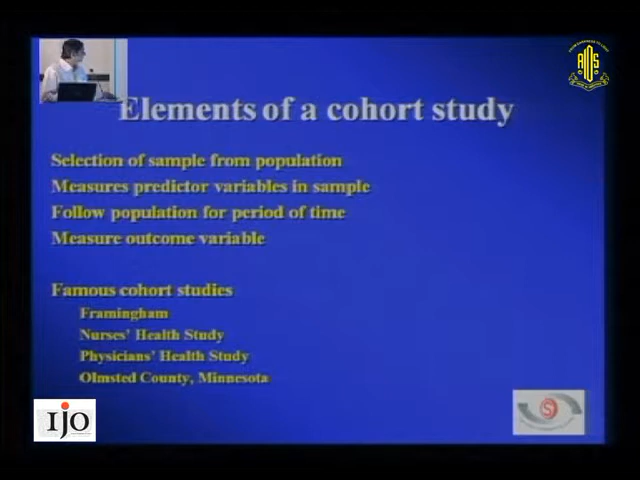 Elements of a cohort study
Selection of sample from population
Measures predictor variables in sample
Follow population for period of time
Measure outcome variable
Famous cohort studies
Framingham
Nurses' Health Study
Physicians' Health Study
Olmsted County, Minnesota
IJO